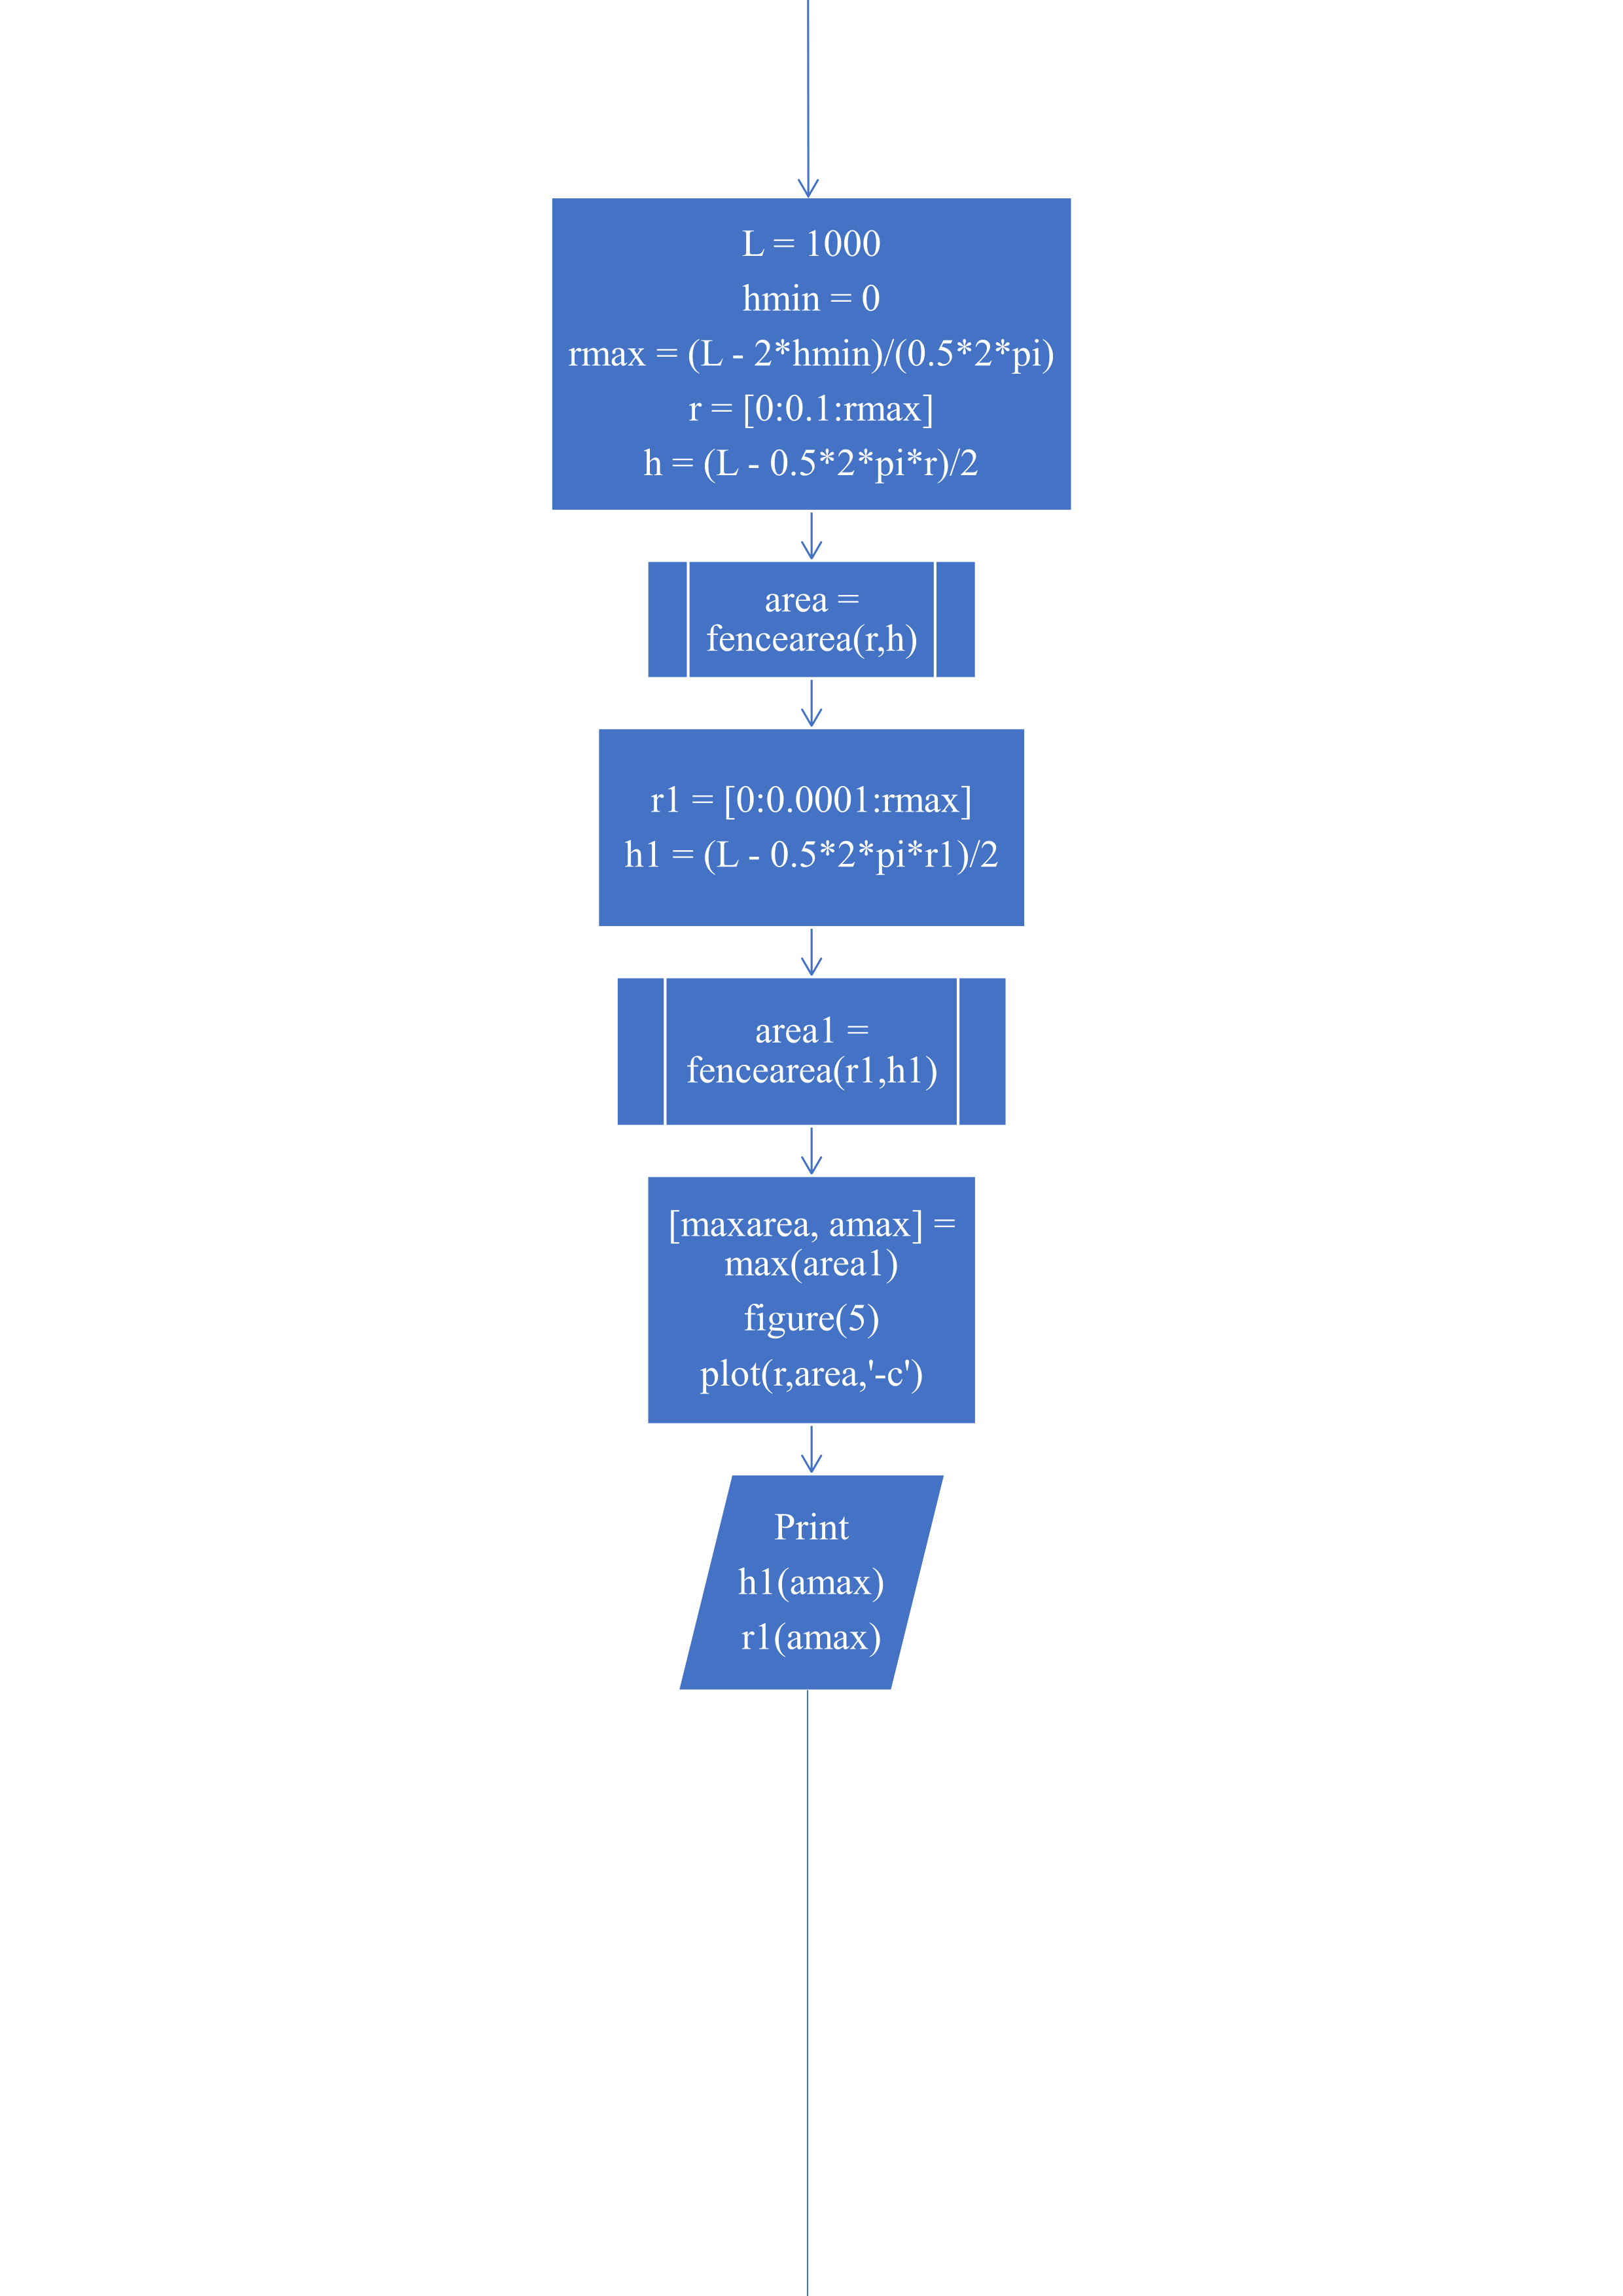 L = 1000
hmin = 0
rmax = (L - 2*hmin)/(0.5*2*pi)
r = [0:0.1:rmax]
h = (L - 0.5*2*pi*r)/2
area =
fencearea(r,h)
r1 = [0:0.0001:rmax]
h1 = (L - 0.5*2*pi*r1)/2
area1 =
fencearea(r1,h1)
[maxarea, amax] =
max(area1)
figure(5)
plot(r,area,'-c')
Print
h1(amax)
r1(amax)